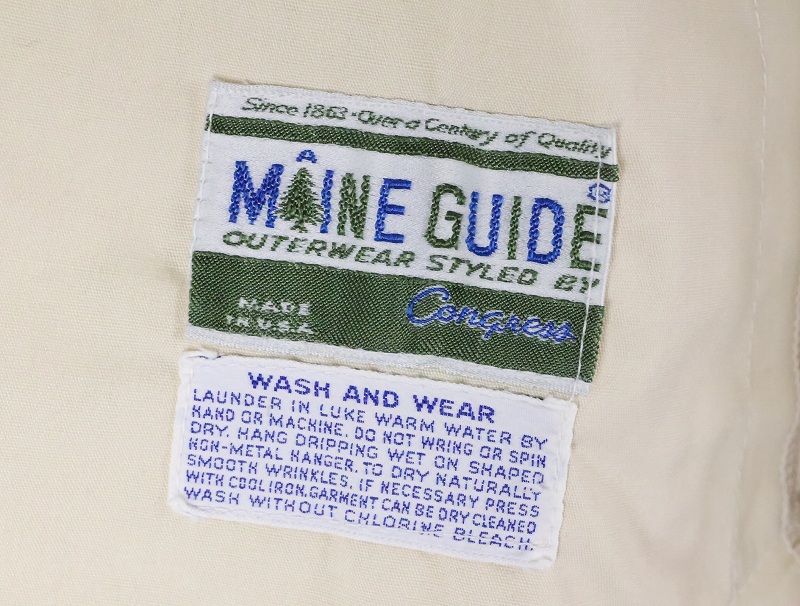 Since 1863-Over a Century of Quality
MAINE GUIDE ®
OUTERWEAR STYLED BY
MADE
IN U.S.A
Congress
WASH AND WEAR
LAUNDER IN LUKE WARM WATER BY
HAND OR MACHINE. DO NOT WRING OR SPIN
DRY. HANG DRIPPING WET ON SHAPED
NON-METAL HANGER. TO DRY NATURALLY
SMOOTH WRINKLES. IF NECESSARY PRESS
WITH COOL IRON. GARMENT CAN BE DRY CLEANED
WASH WITHOUT CHLORINE BLEACH.